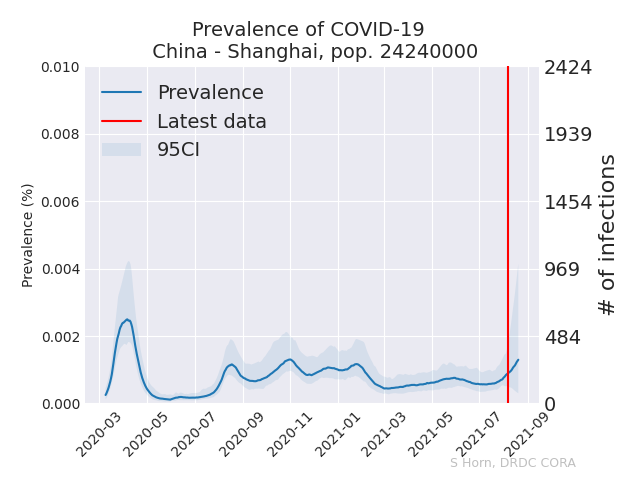 Prevalence of COVID-19
China - Shanghai, pop. 24240000
Prevalence
Latest data
95CI
Prevalence (%)
0.010
0.008
0.006
0.004
0.002
0.000
2424
1939
1454
969
484
0
# of infections
2020-03
2020-05
2020-07
2020-09
2020-11
2021-01
2021-03
2021-05
2021-07
2021-09
S Horn, DRDC CORA